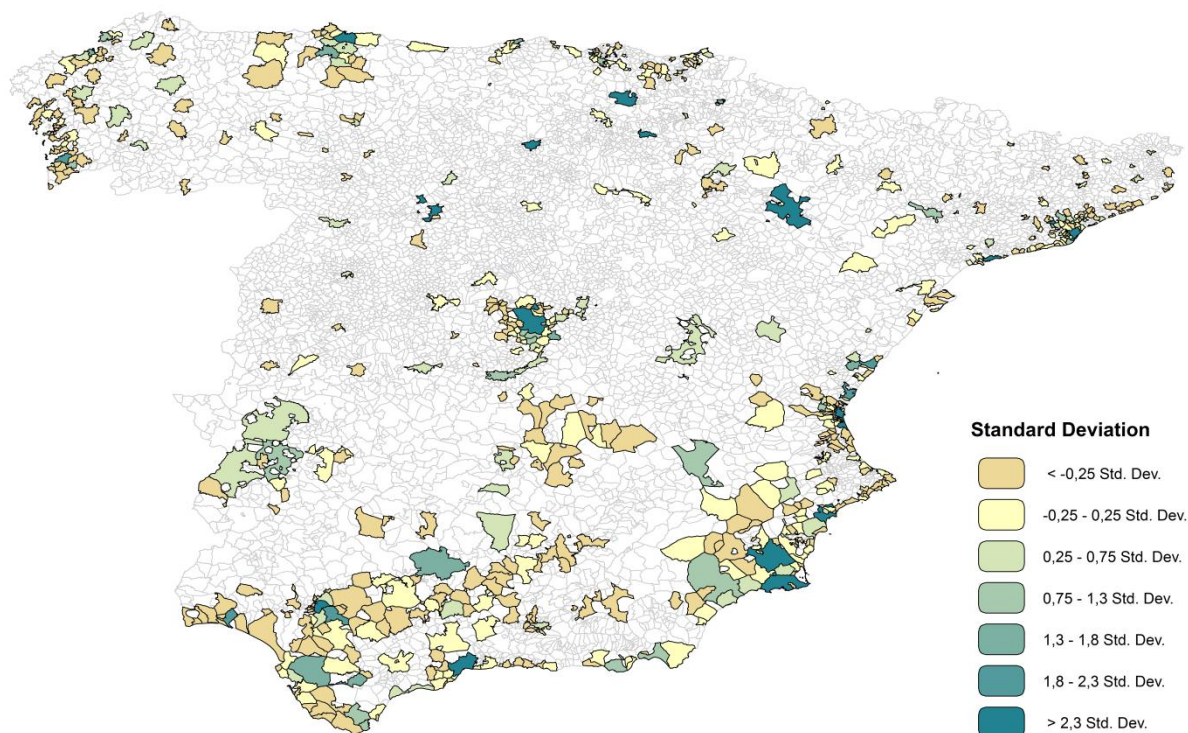 Standard Deviation
< -0,25 Std. Dev.
-0,25 - 0,25 Std. Dev.
0,25 - 0,75 Std. Dev.
0,75 - 1,3 Std. Dev.
1,3 - 1,8 Std. Dev.
1,8 - 2,3 Std. Dev.
> 2,3 Std. Dev.